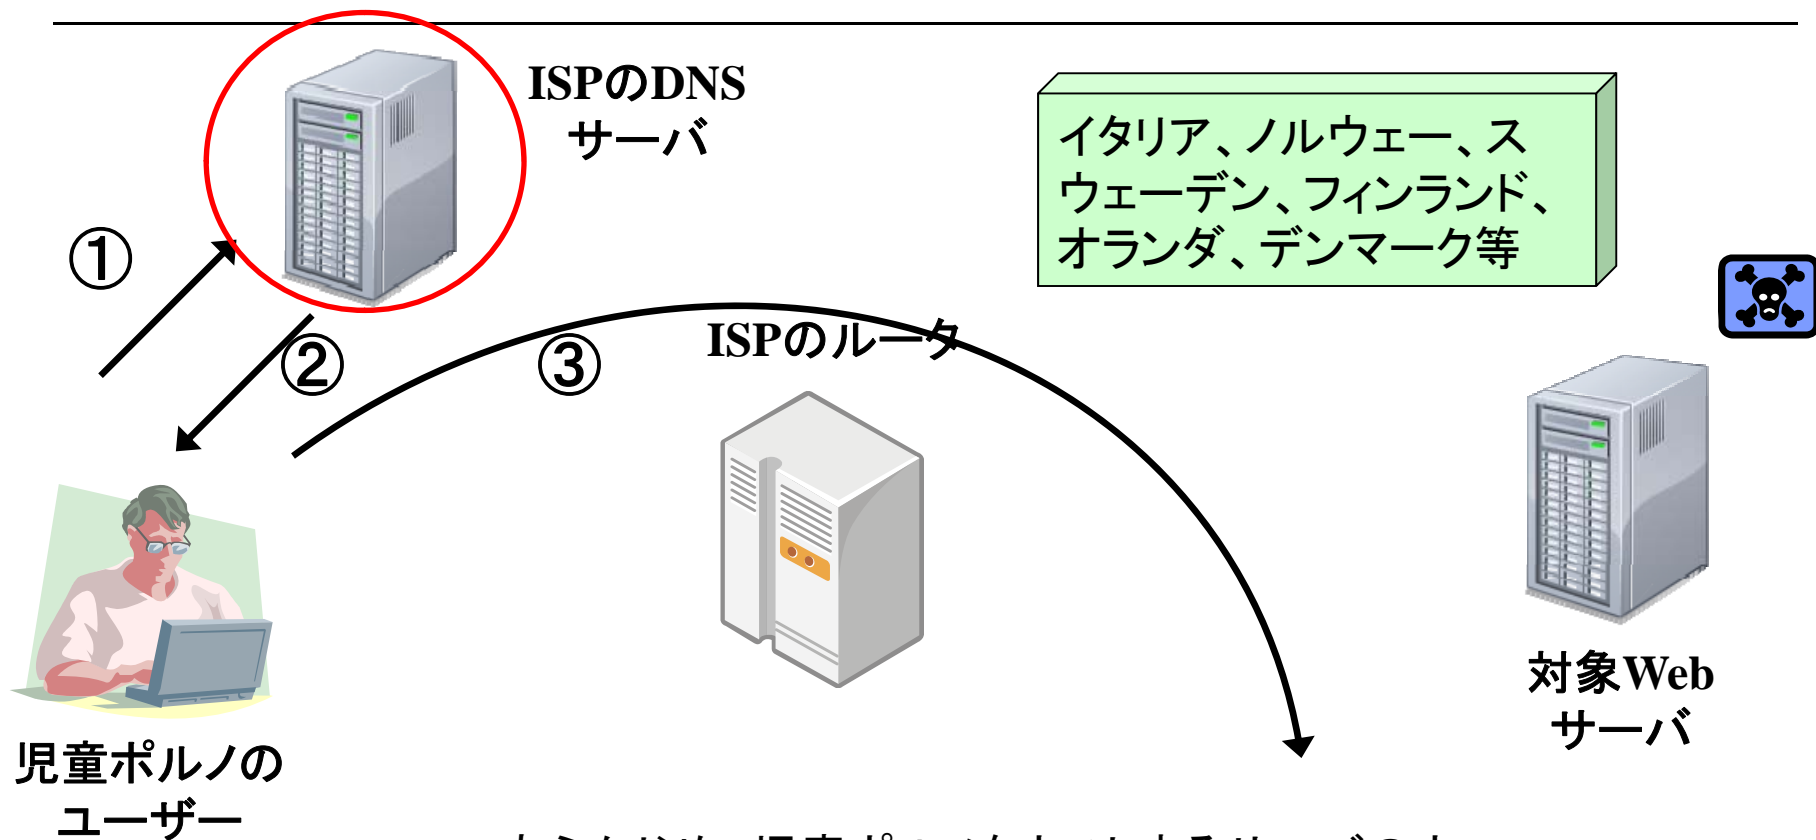 ISPのDNS
サーバ
イタリア、ノルウェー、ス
ウェーデン、フィンランド、
オランダ、デンマーク等
①
②
③
ISPのルータ
対象Web
サーバ
児童ポルノの
ユーザー